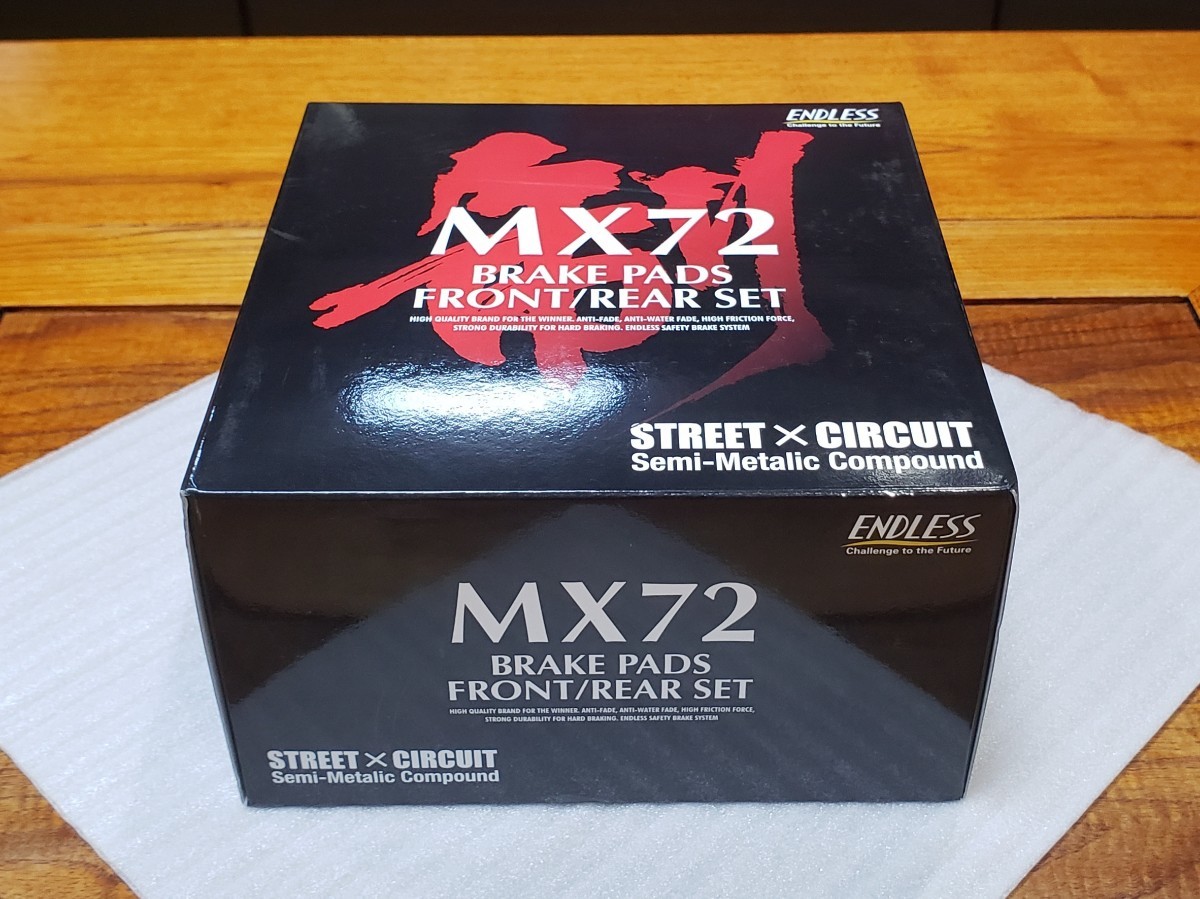 ENDLESS
Challenge to the Future
MX72
BRAKE PADS
FRONT/REAR SET
HIGH QUALITY BRAND FOR THE WINNER. ANTI-FADE, ANTI-WATER FADE, HIGH FRICTION FORCE,
STRONG DURABILITY FOR HARD BRAKING. ENDLESS SAFETY BRAKE SYSTEM
STREET × CIRCUIT
Semi-Metalic Compound
ENDLESS
Challenge to the Future
MX72
BRAKE PADS
FRONT/REAR SET
HIGH QUALITY BRAND FOR THE WINNER. ANTI-FADE, ANTI-WATER FADE, HIGH FRICTION FORCE,
STRONG DURABILITY FOR HARD BRAKING. ENDLESS SAFETY BRAKE SYSTEM
STREET × CIRCUIT
Semi-Metalic Compound